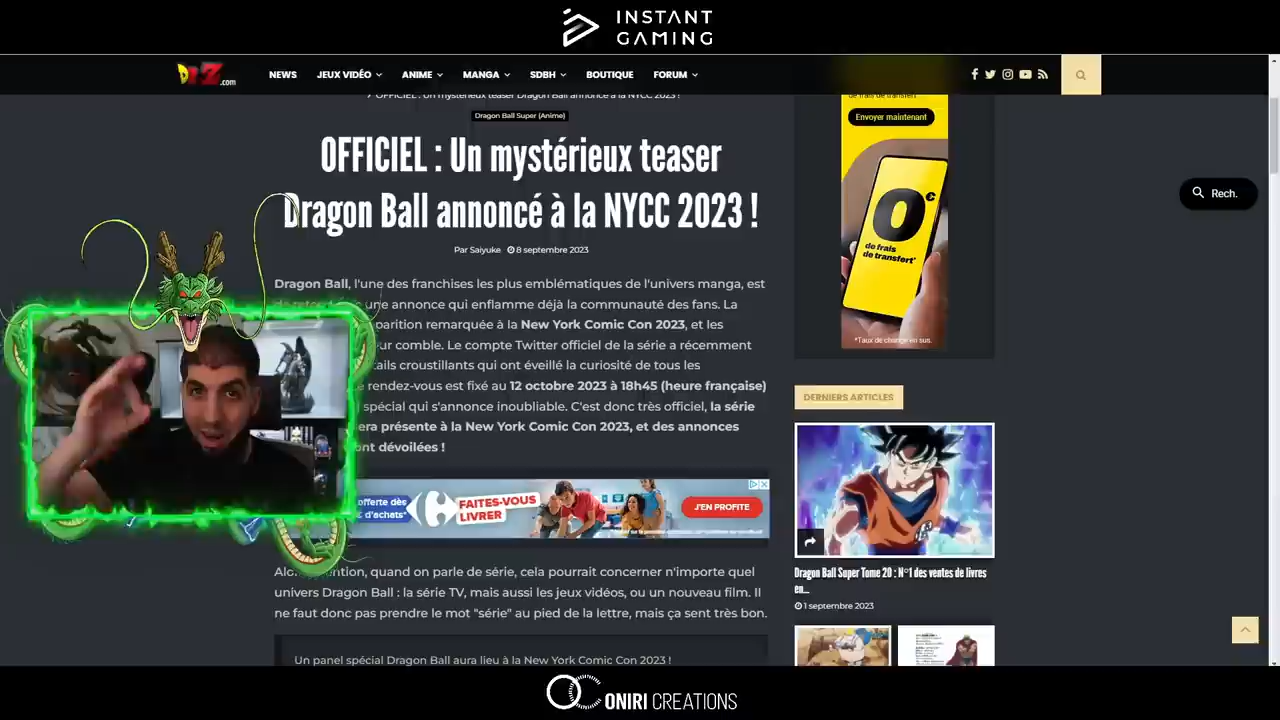 INSTANT
GAMING
DB-Z.com
NEWS
JEUX VIDÉO
ANIME
MANGA
SDBH
BOUTIQUE
FORUM
OFFICIEL : Un mystérieux teaser Dragon Ball annoncé à la NYCC 2023 !
Dragon Ball Super (Anime)
OFFICIEL : Un mystérieux teaser
Dragon Ball annoncé à la NYCC 2023 !
Par Saiyuke 8 septembre 2023
Dragon Ball, l'une des franchises les plus emblématiques de l'univers manga, est
une annonce qui enflamme déjà la communauté des fans. La
remarquée à la New York Comic Con 2023, et les
comble. Le compte Twitter officiel de la série a récemment
croustillants qui ont éveillé la curiosité de tous les
rendez-vous est fixé au 12 octobre 2023 à 18h45 (heure française)
spécial qui s'annonce inoubliable. C'est donc très officiel, la série
présente à la New York Comic Con 2023, et des annonces
dévoilées !
offre dès
d'achats*
FAITES-VOUS
LIVRER
J'EN PROFITE
quand on parle de série, cela pourrait concerner n'importe quel
univers Dragon Ball : la série TV, mais aussi les jeux vidéos, ou un nouveau film. Il
ne faut donc pas prendre le mot "série" au pied de la lettre, mais ça sent très bon.
Un panel spécial Dragon Ball aura lieu à la New York Comic Con 2023 !
de frais de transfert*
Envoyer maintenant
0€
de frais
de transfert*
*Taux de change en sus.
Rech.
DERNIERS ARTICLES
Dragon Ball Super Tome 20 : N°1 des ventes de livres
en...
1 septembre 2023
ONIRI CREATIONS